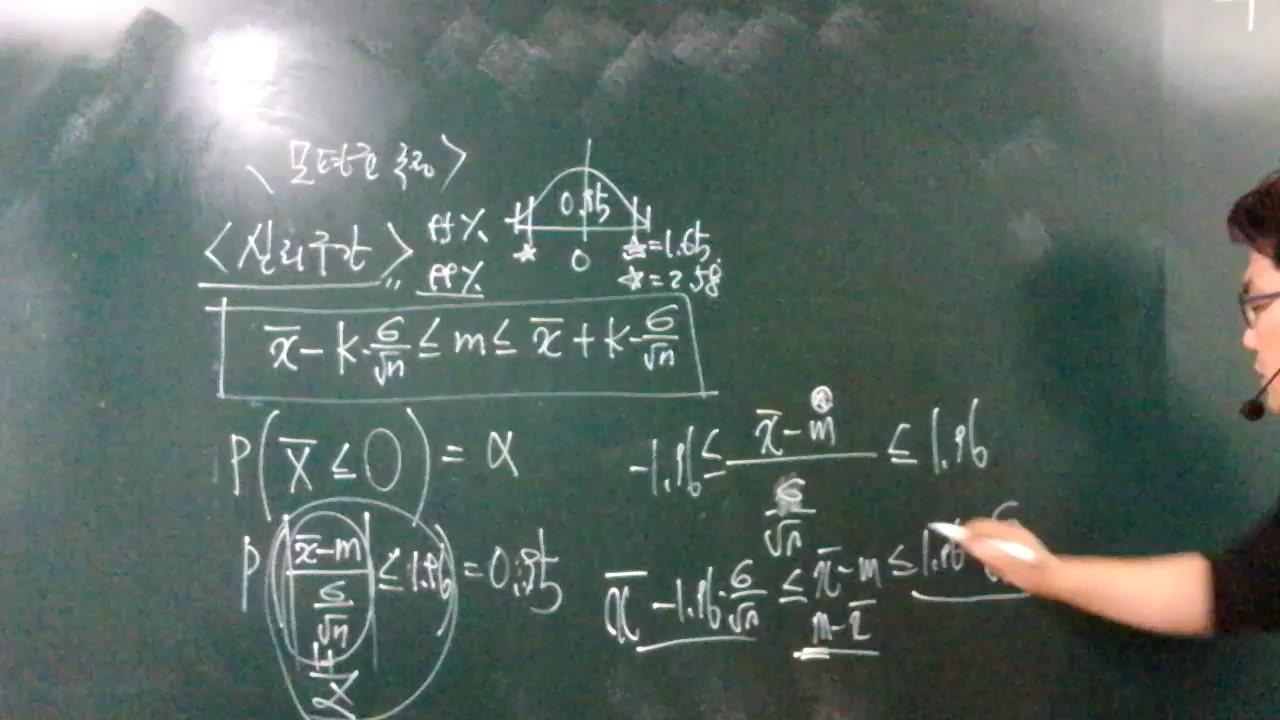 < 모평균 추정 >
<신뢰구간> 95%
99%
0.95
0
☆=1.65
☆=2.58
x̄ - k·σ/√n ≤ m ≤ x̄ + k·σ/√n
P(X̄ ≤ 0) = α
P(|(x̄-m)/(σ/√n)| ≤ 1.96) = 0.95
Z
-1.96 ≤ (x̄-m)/(σ/√n) ≤ 1.96
x̄ -1.96·σ/√n ≤ x̄-m ≤ 1.96
m-x̄